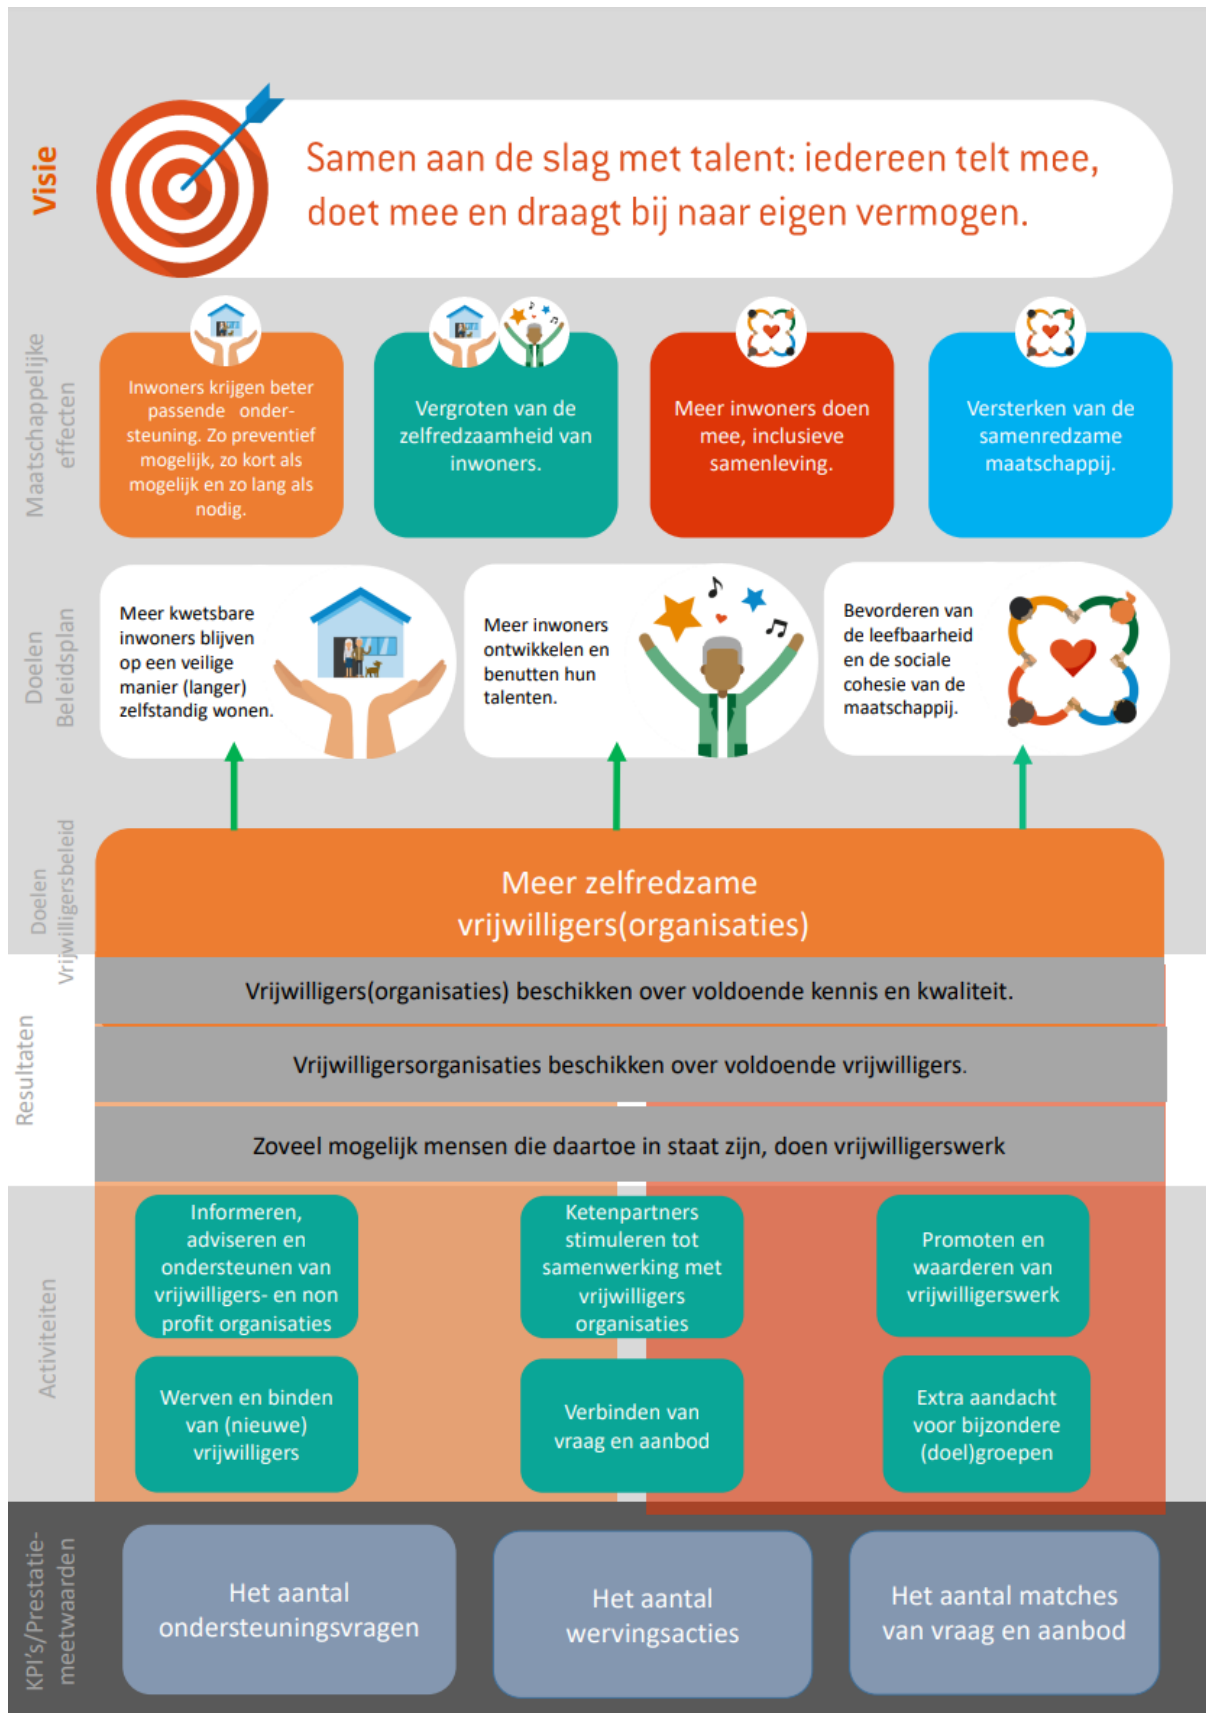 Visie
Samen aan de slag met talent: iedereen telt mee,
doet mee en draagt bij naar eigen vermogen.
Maatschappelijke
effecten
Inwoners krijgen beter
passende onder-
steuning. Zo preventief
mogelijk, zo kort als
mogelijk en zo lang als
nodig.
Vergroten van de
zelfredzaamheid van
inwoners.
Meer inwoners doen
mee, inclusieve
samenleving.
Versterken van de
samenredzame
maatschappij.
Doelen
Beleidsplan
Meer kwetsbare
inwoners blijven
op een veilige
manier (langer)
zelfstandig wonen.
Meer inwoners
ontwikkelen en
benutten hun
talenten.
Bevorderen van
de leefbaarheid
en de sociale
cohesie van de
maatschappij.
Doelen
Vrijwilligersbeleid
Meer zelfredzame
vrijwilligers(organisaties)
Resultaten
Vrijwilligers(organisaties) beschikken over voldoende kennis en kwaliteit.
Vrijwilligersorganisaties beschikken over voldoende vrijwilligers.
Zoveel mogelijk mensen die daartoe in staat zijn, doen vrijwilligerswerk
Activiteiten
Informeren,
adviseren en
ondersteunen van
vrijwilligers- en non
profit organisaties
Ketenpartners
stimuleren tot
samenwerking met
vrijwilligers
organisaties
Promoten en
waarderen van
vrijwilligerswerk
Werven en binden
van (nieuwe)
vrijwilligers
Verbinden van
vraag en aanbod
Extra aandacht
voor bijzondere
(doel)groepen
KPI's/Prestatie-
meetwaarden
Het aantal
ondersteuningsvragen
Het aantal
wervingsacties
Het aantal matches
van vraag en aanbod